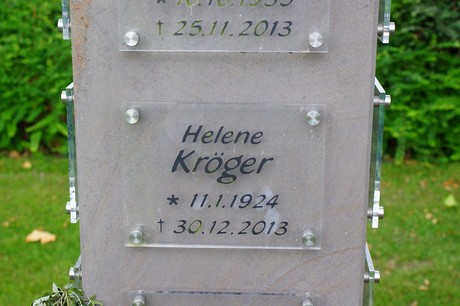 † 25.11.2013
Helene
Kröger
* 11.1.1924
† 30.12.2013